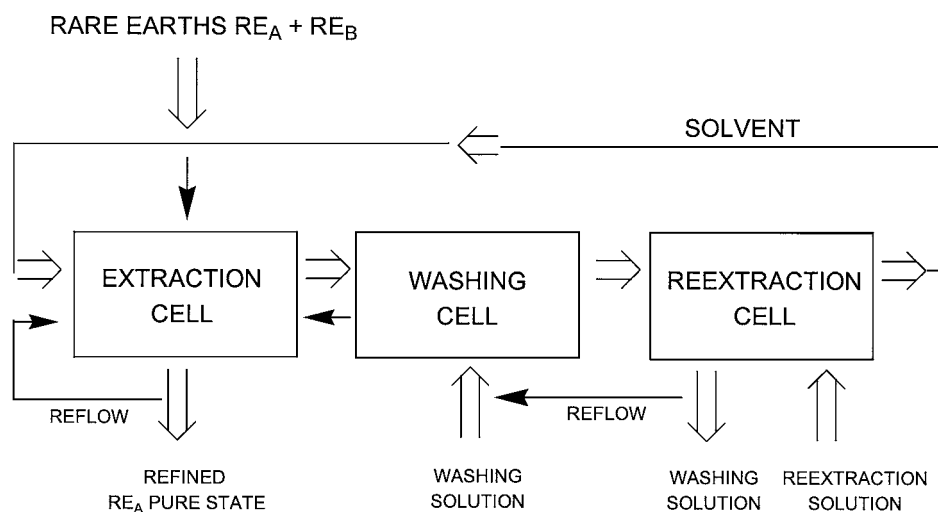 RARE EARTHS REA + REB
SOLVENT
EXTRACTION
CELL
WASHING
CELL
REEXTRACTION
CELL
REFLOW
REFLOW
REFINED
REA PURE STATE
WASHING
SOLUTION
WASHING
SOLUTION
REEXTRACTION
SOLUTION